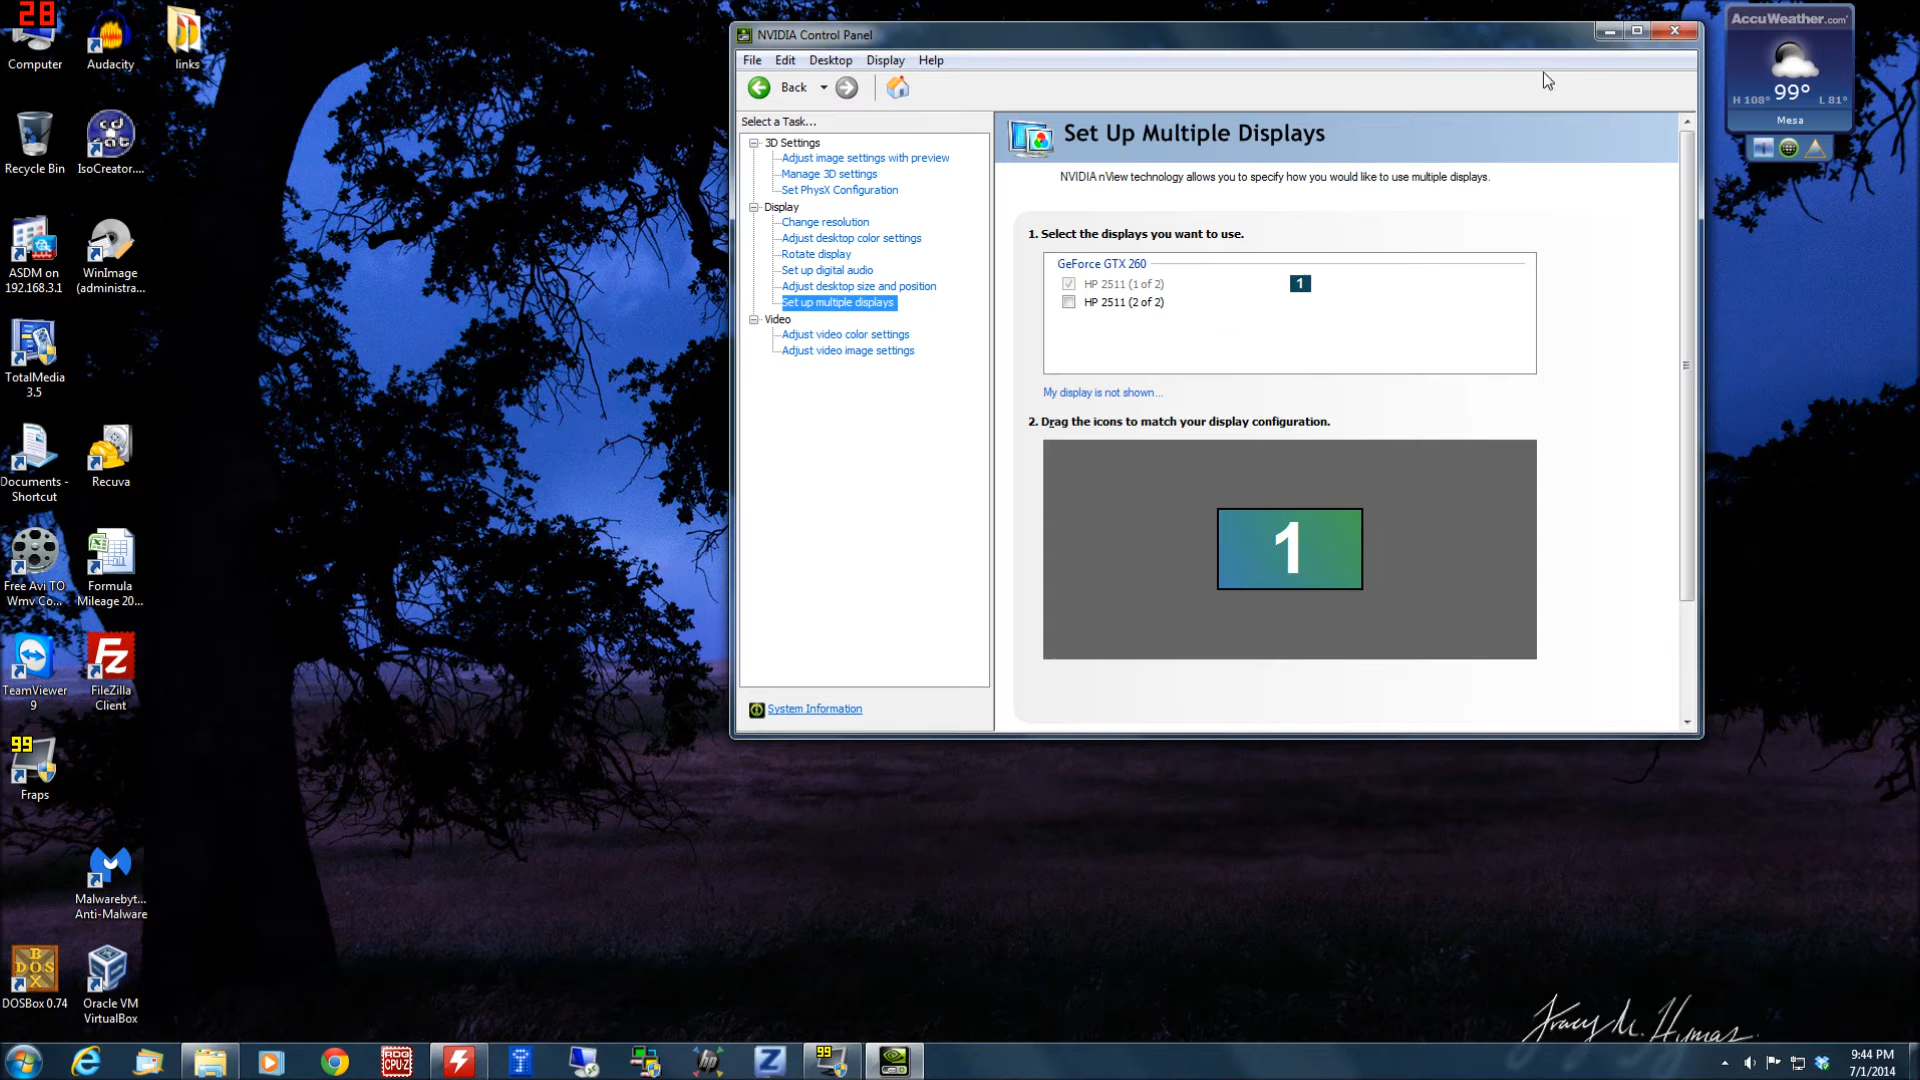 28
Computer
Audacity
links
Recycle Bin
IsoCreator....
ASDM on
192.168.3.1
WinImage
(administra...
TotalMedia
3.5
Documents -
Shortcut
Recuva
Free Avi TO
Wmv Co...
Formula
Mileage 20...
TeamViewer
9
FileZilla
Client
99
Fraps
Malwarebyt...
Anti-Malware
DOSBox 0.74
Oracle VM
VirtualBox
NVIDIA Control Panel
File Edit Desktop Display Help
Back
Select a Task...
3D Settings
Adjust image settings with preview
Manage 3D settings
Set PhysX Configuration
Display
Change resolution
Adjust desktop color settings
Rotate display
Set up digital audio
Adjust desktop size and position
Set up multiple displays
Video
Adjust video color settings
Adjust video image settings
System Information
Set Up Multiple Displays
NVIDIA nView technology allows you to specify how you would like to use multiple displays.
1. Select the displays you want to use.
GeForce GTX 260
HP 2511 (1 of 2) 1
HP 2511 (2 of 2)
My display is not shown...
2. Drag the icons to match your display configuration.
1
AccuWeather.com
99°
H 108° L 81°
Mesa
Tracy M. Hymas
9:44 PM
7/1/2014